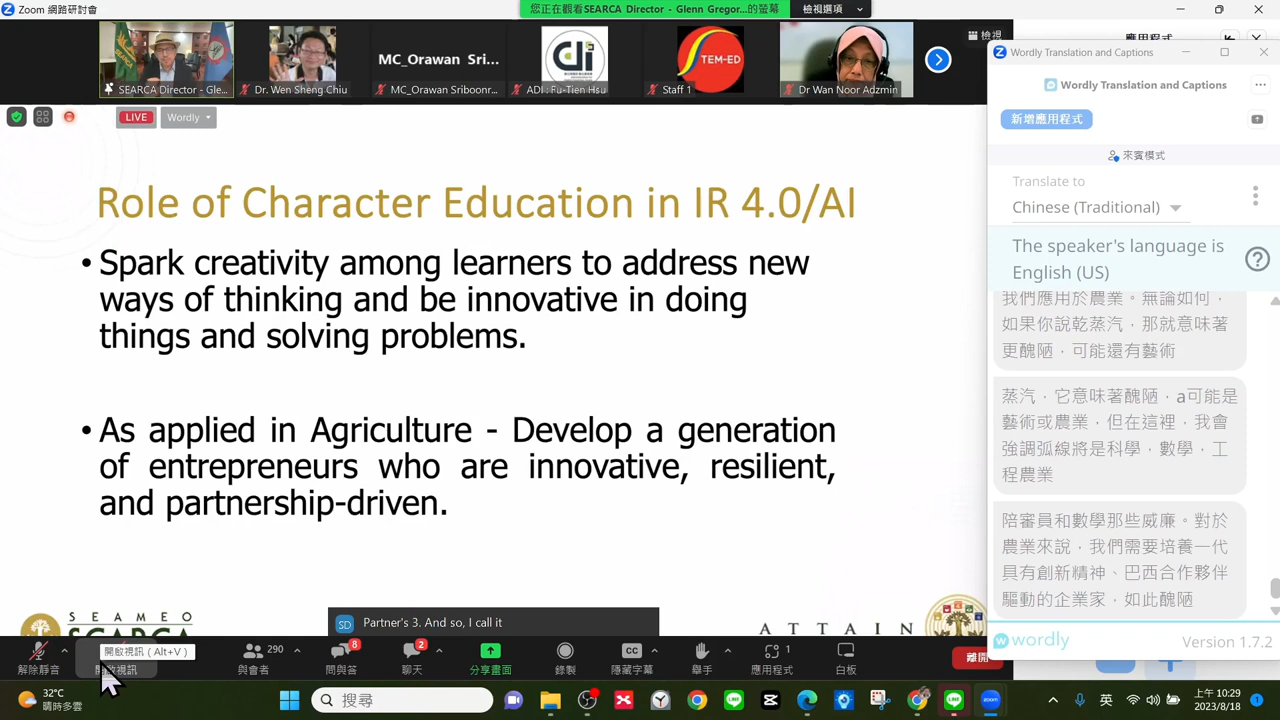 Zoom 網路研討會
您正在觀看SEARCA Director - Glenn Gregor...的螢幕
檢視選項
檢視
MC_Orawan Sri...
di
TEM-ED
SEARCA Director - Gle...
Dr. Wen Sheng Chiu
MC_Orawan Sriboonr...
ADI : Fu-Tien Hsu
Staff 1
Dr Wan Noor Adzmin
LIVE
Wordly
Role of Character Education in IR 4.0/AI
• Spark creativity among learners to address new
ways of thinking and be innovative in doing
things and solving problems.
• As applied in Agriculture - Develop a generation
of entrepreneurs who are innovative, resilient,
and partnership-driven.
SEAMEO
SEARCA
ATTAIN
SD
Partner's 3. And so, I call it
應用程式
Wordly Translation and Captions
Wordly Translation and Captions
新增應用程式
來賓模式
Translate to
Chinese (Traditional)
The speaker's language is
English (US)
我們應用於農業。無論如何，
如果你說乾蒸汽，那就意味著
更醜陋，可能還有藝術
蒸汽，它意味著醜陋，a可能是
藝術或農業，但在這裡，我會
強調弧線將是科學，數學，工
程農業
陪審員和數學那些威廉。對於
農業來說，我們需要培養一代
具有創新精神、巴西合作夥伴
驅動的企業家，如此醜陋
wordly
Version 1.7.2
開啟視訊 ( Alt+V )
解除靜音
開啟視訊
290
與會者
8
問與答
2
聊天
分享畫面
錄製
CC
隱藏字幕
舉手
1
應用程式
白板
離開
32°C
晴時多雲
搜尋
英
上午 10:29
2023/8/18